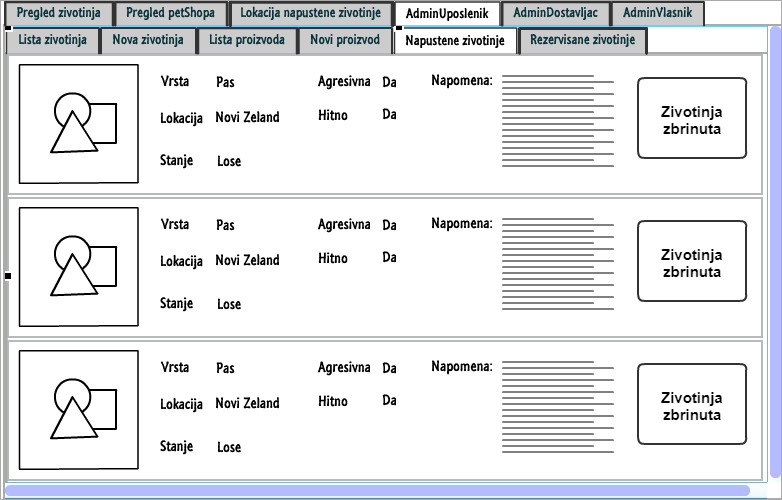 Pregled zivotinja Pregled petShopa Lokacija napustene zivotinje AdminUposlenik AdminDostavljac AdminVlasnik
Lista zivotinja Nova zivotinja Lista proizvoda Novi proizvod Napustene zivotinje Rezervisane zivotinje
Vrsta Pas Agresivna Da Napomena:
Lokacija Novi Zeland Hitno Da
Stanje Lose
Zivotinja
zbrinuta
Vrsta Pas Agresivna Da Napomena:
Lokacija Novi Zeland Hitno Da
Stanje Lose
Zivotinja
zbrinuta
Vrsta Pas Agresivna Da Napomena:
Lokacija Novi Zeland Hitno Da
Stanje Lose
Zivotinja
zbrinuta